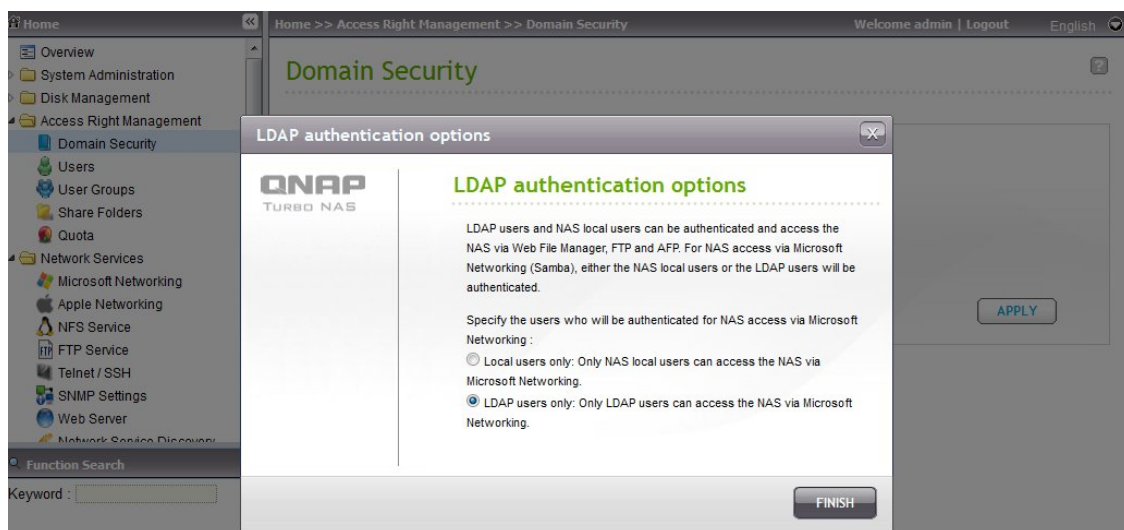 Home
Home >> Access Right Management >> Domain Security
Welcome admin | Logout
English
Overview
System Administration
Disk Management
Access Right Management
Domain Security
Users
User Groups
Share Folders
Quota
Network Services
Microsoft Networking
Apple Networking
NFS Service
FTP Service
Telnet / SSH
SNMP Settings
Web Server
Network Service Discovery
Function Search
Keyword :
Domain Security
?
APPLY
LDAP authentication options
X
QNAP
TURBO NAS
LDAP authentication options
LDAP users and NAS local users can be authenticated and access the
NAS via Web File Manager, FTP and AFP. For NAS access via Microsoft
Networking (Samba), either the NAS local users or the LDAP users will be
authenticated.
Specify the users who will be authenticated for NAS access via Microsoft
Networking :
Local users only: Only NAS local users can access the NAS via
Microsoft Networking.
LDAP users only: Only LDAP users can access the NAS via Microsoft
Networking.
FINISH